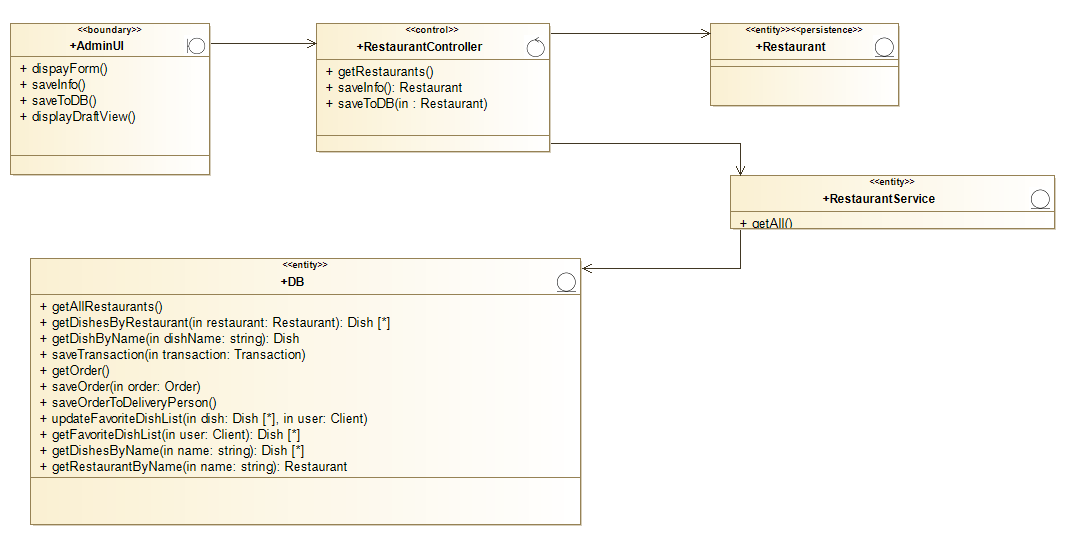 <<boundary>>
+AdminUI
+ dispayForm()
+ saveInfo()
+ saveToDB()
+ displayDraftView()
<<control>>
+RestaurantController
+ getRestaurants()
+ saveInfo(): Restaurant
+ saveToDB(in : Restaurant)
<<entity>><<persistence>>
+Restaurant
<<entity>>
+RestaurantService
+ getAll()
<<entity>>
+DB
+ getAllRestaurants()
+ getDishesByRestaurant(in restaurant: Restaurant): Dish [*]
+ getDishByName(in dishName: string): Dish
+ saveTransaction(in transaction: Transaction)
+ getOrder()
+ saveOrder(in order: Order)
+ saveOrderToDeliveryPerson()
+ updateFavoriteDishList(in dish: Dish [*], in user: Client)
+ getFavoriteDishList(in user: Client): Dish [*]
+ getDishesByName(in name: string): Dish [*]
+ getRestaurantByName(in name: string): Restaurant